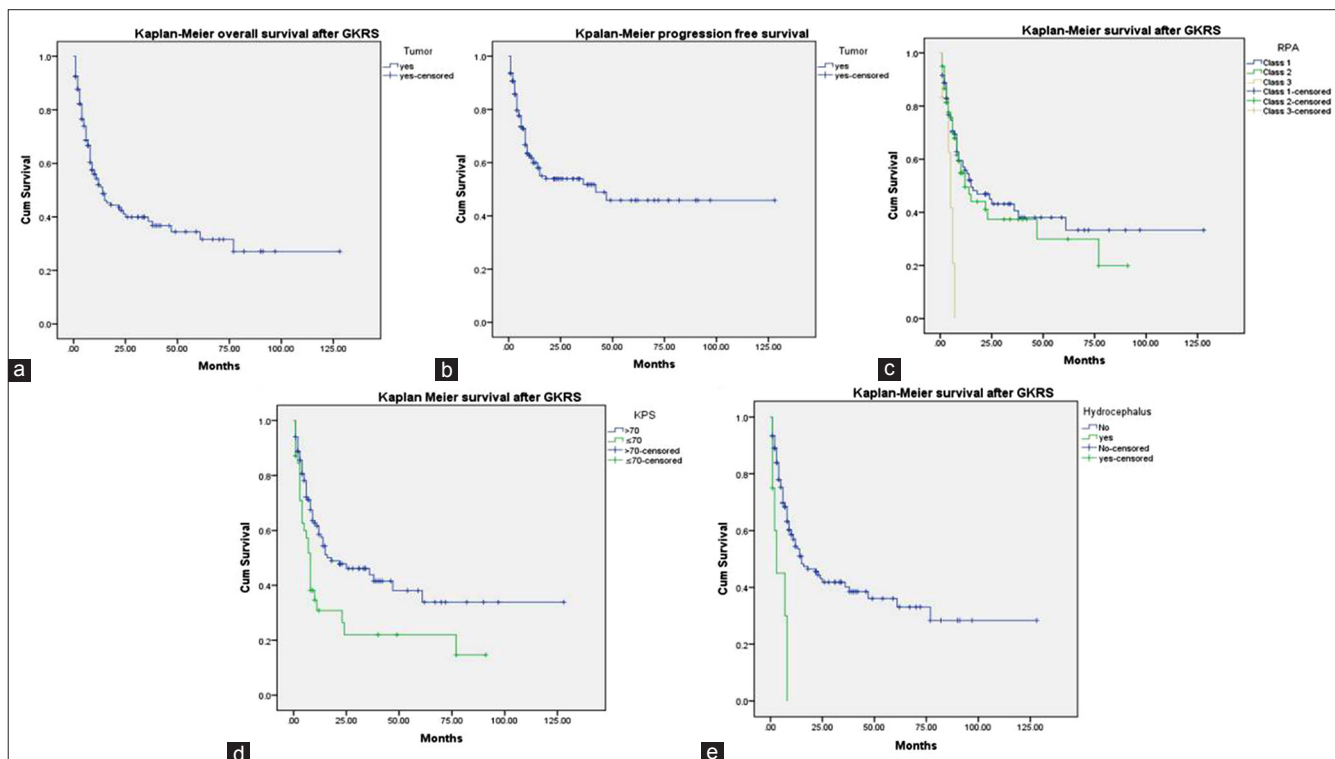 Kaplan-Meier overall survival after GKRS
Tumor
yes
yes-censored
1.0
0.8
0.6
0.4
0.2
0.0
Cum Survival
.00 25.00 50.00 75.00 100.00 125.00
Months
a
Kpalan-Meier progression free survival
Tumor
yes
yes-censored
1.0
0.8
0.6
0.4
0.2
0.0
Cum Survival
.00 25.00 50.00 75.00 100.00 125.00
Months
b
Kaplan-Meier survival after GKRS
RPA
Class 1
Class 2
Class 3
Class 1-censored
Class 2-censored
Class 3-censored
1.0
0.8
0.6
0.4
0.2
0.0
Cum Survival
.00 25.00 50.00 75.00 100.00 125.00
Months
c
Kaplan Meier survival after GKRS
KPS
>70
≤70
>70-censored
≤70-censored
1.0
0.8
0.6
0.4
0.2
0.0
Cum Survival
.00 25.00 50.00 75.00 100.00 125.00
Months
d
Kaplan-Meier survival after GKRS
Hydrocephalus
No
yes
No-censored
yes-censored
1.0
0.8
0.6
0.4
0.2
0.0
Cum Survival
.00 25.00 50.00 75.00 100.00 125.00
Months
e